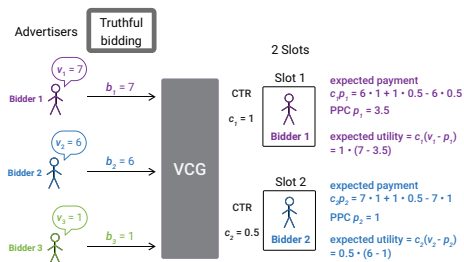 Truthful
bidding
Advertisers
2 Slots
v₁ = 7
Bidder 1
b₁ = 7
v₂ = 6
Bidder 2
b₂ = 6
v₃ = 1
Bidder 3
b₃ = 1
VCG
CTR
c₁ = 1
Slot 1
Bidder 1
expected payment
c₁p₁ = 6 · 1 + 1 · 0.5 - 6 · 0.5
PPC p₁ = 3.5
expected utility = c₁(v₁ - p₁)
= 1 · (7 - 3.5)
CTR
c₂ = 0.5
Slot 2
Bidder 2
expected payment
c₂p₂ = 7 · 1 + 1 · 0.5 - 7 · 1
PPC p₂ = 1
expected utility = c₂(v₂ - p₂)
= 0.5 · (6 - 1)